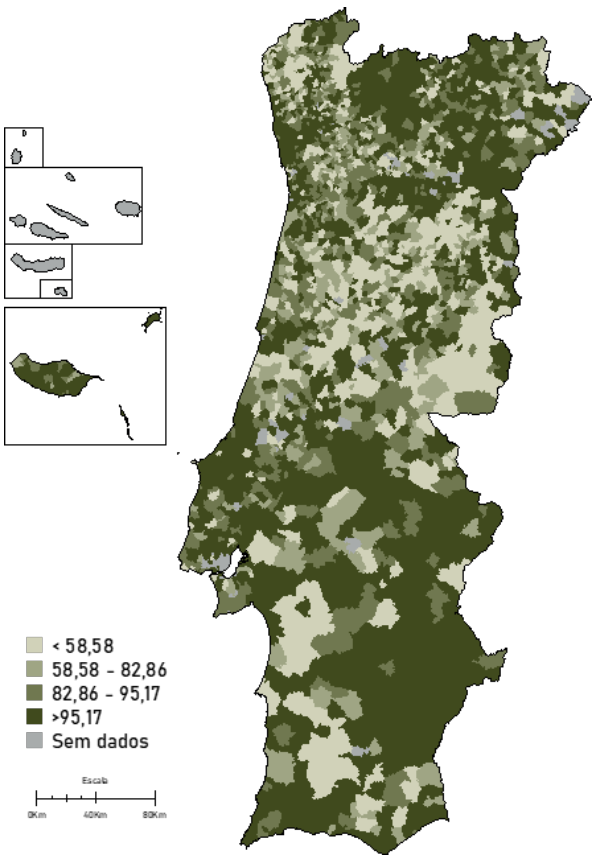 < 58,58
58,58 - 82,86
82,86 - 95,17
>95,17
Sem dados
Escala
0Km 40Km 80Km